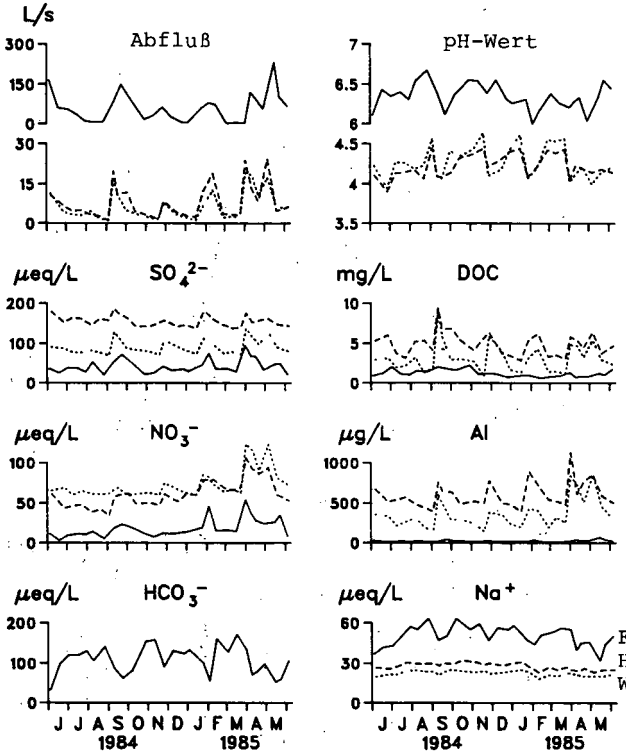 L/s
Abfluß
pH-Wert
300
150
0
30
15
0
7
6.5
6
4.5
4
3.5
µeq/L SO₄²⁻
200
100
0
mg/L DOC
10
5
0
µeq/L NO₃⁻
100
50
0
µg/L Al
1000
500
0
µeq/L HCO₃⁻
200
100
0
µeq/L Na⁺
60
30
0
E
H
W
J J A S O N D J F M A M
1984 1985
J J A S O N D J F M A M
1984 1985